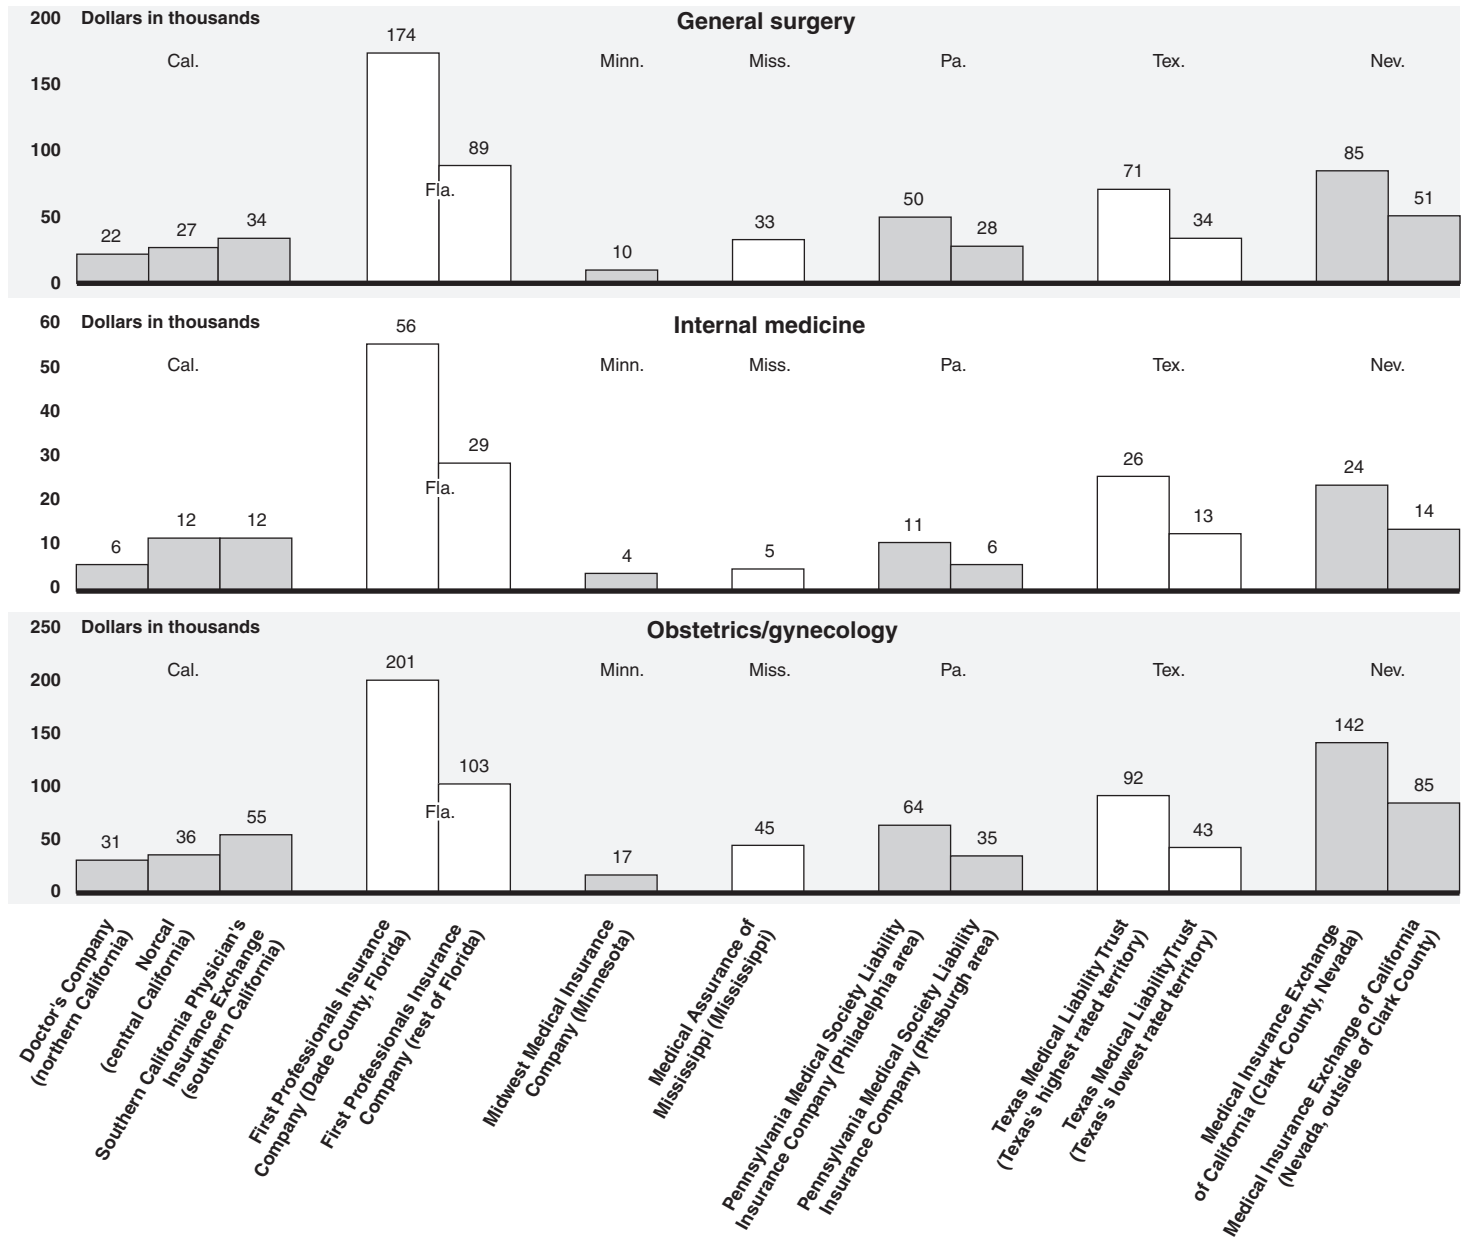 200 Dollars in thousands
General surgery
174
Cal.
Minn.
Miss.
Pa.
Tex.
Nev.
150
100
89
85
71
Fla.
50
22
27
34
10
33
50
28
34
51
0
60 Dollars in thousands
Internal medicine
56
Cal.
Minn.
Miss.
Pa.
Tex.
Nev.
50
40
30
29
26
24
Fla.
20
10
6
12
12
4
5
11
6
13
14
0
250 Dollars in thousands
Obstetrics/gynecology
201
Cal.
Minn.
Miss.
Pa.
Tex.
Nev.
200
150
142
100
103
92
85
Fla.
50
31
36
55
17
45
64
35
43
0
Doctor's Company
(northern California)
Norcal
(central California)
Southern California Physician's
Insurance Exchange
(southern California)
First Professionals Insurance
Company (Dade County, Florida)
First Professionals Insurance
Company (rest of Florida)
Midwest Medical Insurance
Company (Minnesota)
Medical Assurance of
Mississippi (Mississippi)
Pennsylvania Medical Society Liability
Insurance Company (Philadelphia area)
Pennsylvania Medical Society Liability
Insurance Company (Pittsburgh area)
Texas Medical Liability Trust
(Texas's highest rated territory)
Texas Medical Liability Trust
(Texas's lowest rated territory)
Medical Insurance Exchange
of California (Clark County, Nevada)
Medical Insurance Exchange of California
(Nevada, outside of Clark County)